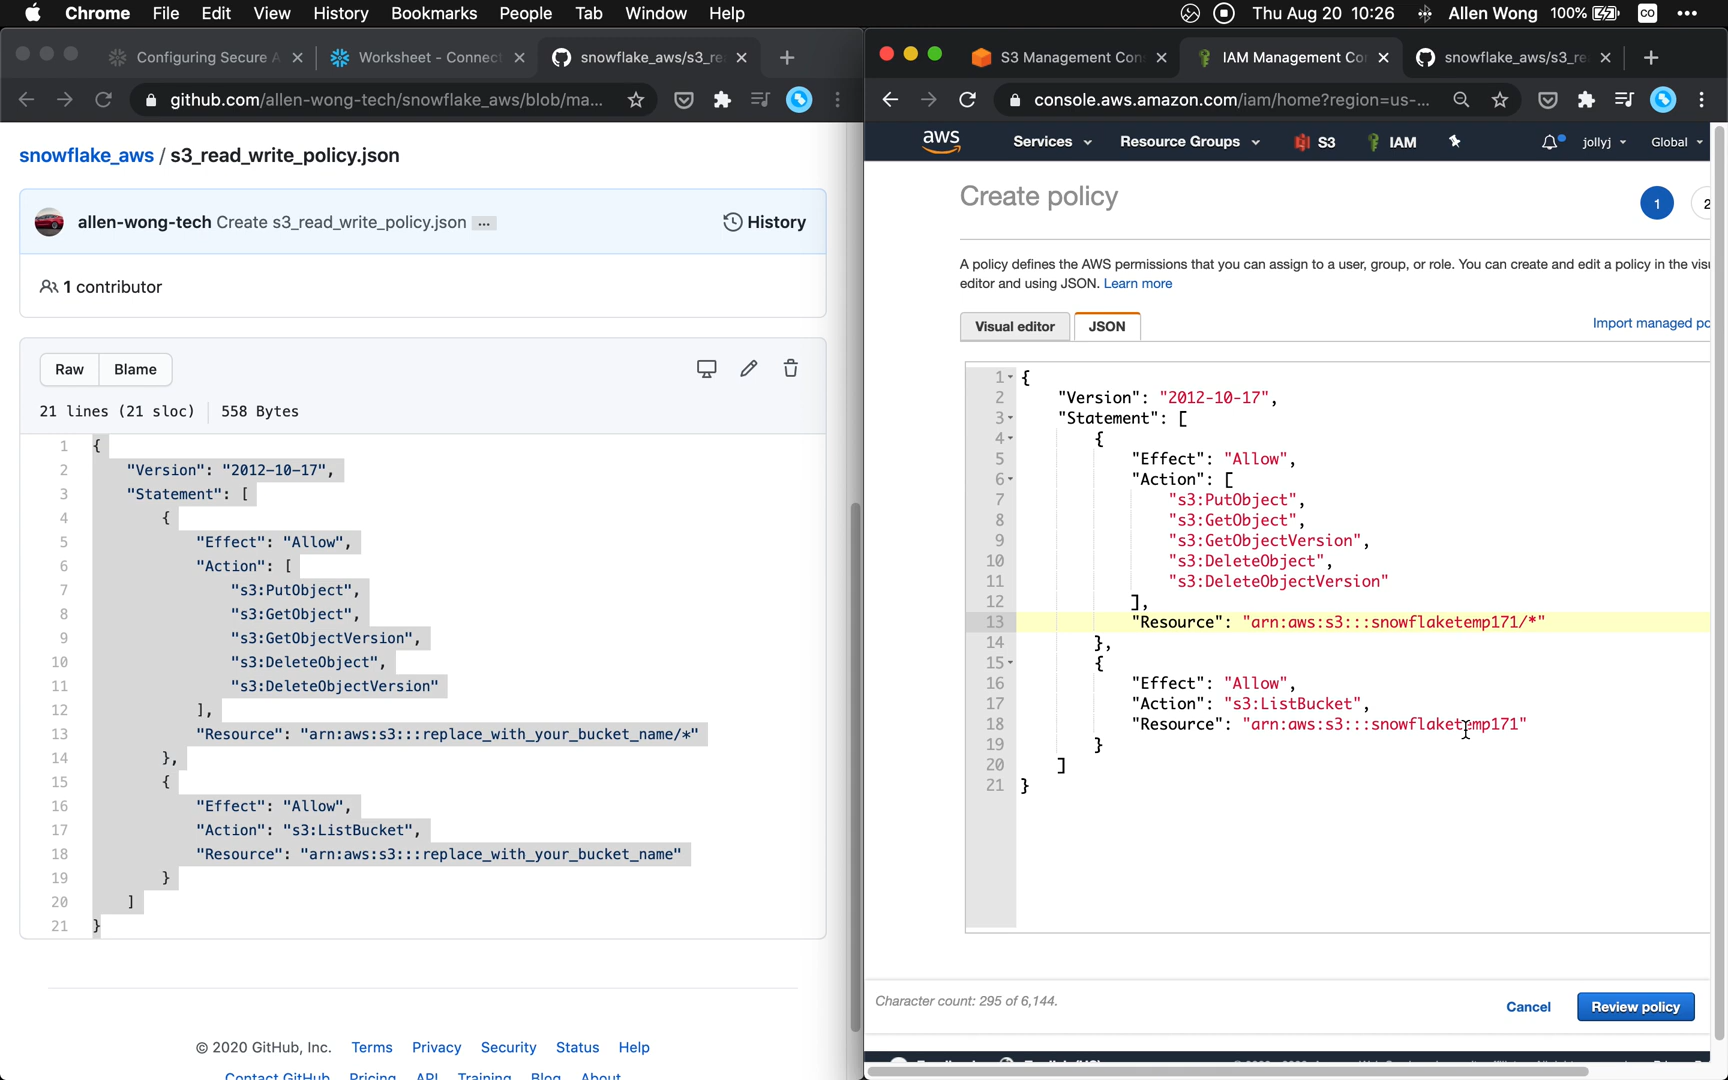 Chrome File Edit View History Bookmarks People Tab Window Help Thu Aug 20 10:26 Allen Wong 100% CO
Configuring Secure A
Worksheet - Connect
snowflake_aws/s3_re
github.com/allen-wong-tech/snowflake_aws/blob/ma...
snowflake_aws / s3_read_write_policy.json
allen-wong-tech Create s3_read_write_policy.json ... History
1 contributor
Raw Blame
21 lines (21 sloc) 558 Bytes
1 {
2 "Version": "2012-10-17",
3 "Statement": [
4 {
5 "Effect": "Allow",
6 "Action": [
7 "s3:PutObject",
8 "s3:GetObject",
9 "s3:GetObjectVersion",
10 "s3:DeleteObject",
11 "s3:DeleteObjectVersion"
12 ],
13 "Resource": "arn:aws:s3:::replace_with_your_bucket_name/*"
14 },
15 {
16 "Effect": "Allow",
17 "Action": "s3:ListBucket",
18 "Resource": "arn:aws:s3:::replace_with_your_bucket_name"
19 }
20 ]
21 }
© 2020 GitHub, Inc. Terms Privacy Security Status Help
Contact GitHub Pricing API Training Blog About
S3 Management Con
IAM Management Co
snowflake_aws/s3_re
console.aws.amazon.com/iam/home?region=us-...
aws Services Resource Groups S3 IAM jollyj Global
Create policy 1 2
A policy defines the AWS permissions that you can assign to a user, group, or role. You can create and edit a policy in the visu
editor and using JSON. Learn more
Visual editor JSON Import managed po
1 {
2 "Version": "2012-10-17",
3 "Statement": [
4 {
5 "Effect": "Allow",
6 "Action": [
7 "s3:PutObject",
8 "s3:GetObject",
9 "s3:GetObjectVersion",
10 "s3:DeleteObject",
11 "s3:DeleteObjectVersion"
12 ],
13 "Resource": "arn:aws:s3:::snowflaketemp171/*"
14 },
15 {
16 "Effect": "Allow",
17 "Action": "s3:ListBucket",
18 "Resource": "arn:aws:s3:::snowflaketemp171"
19 }
20 ]
21 }
Character count: 295 of 6,144.
Cancel Review policy